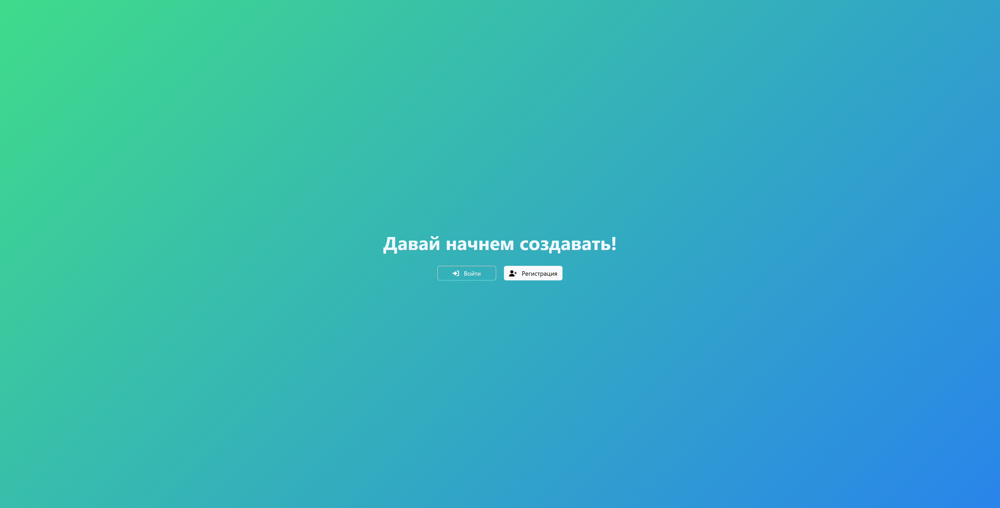 Давай начнем создавать!
Войти
Регистрация